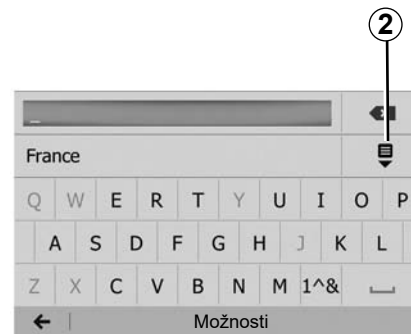 2
_
France
Q W E R T Y U I O P
A S D F G H J K L
Z X C V B N M 1^&
Možnosti